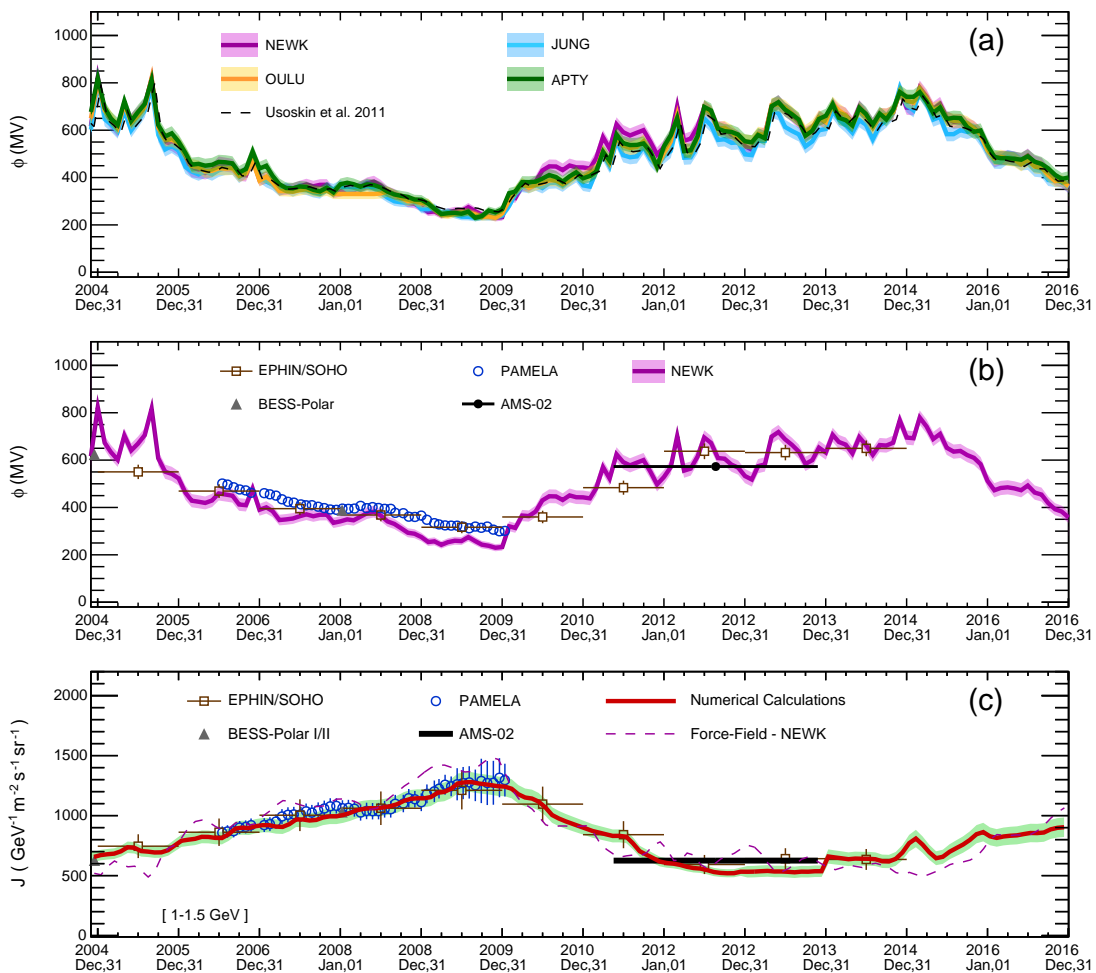 1000
800
600
400
200
0
ϕ (MV)
(a)
NEWK
JUNG
OULU
APTY
Usoskin et al. 2011
2004 2005 2006 2008 2008 2009 2010 2012 2012 2013 2014 2016 2016
Dec,31 Dec,31 Dec,31 Jan,01 Dec,31 Dec,31 Dec,31 Jan,01 Dec,31 Dec,31 Dec,31 Jan,01 Dec,31
1000
800
600
400
200
0
ϕ (MV)
(b)
EPHIN/SOHO
PAMELA
NEWK
BESS-Polar
AMS-02
2004 2005 2006 2008 2008 2009 2010 2012 2012 2013 2014 2016 2016
Dec,31 Dec,31 Dec,31 Jan,01 Dec,31 Dec,31 Dec,31 Jan,01 Dec,31 Dec,31 Dec,31 Jan,01 Dec,31
2000
1500
1000
500
0
J ( GeV⁻¹ m⁻² s⁻¹ sr⁻¹ )
(c)
EPHIN/SOHO
PAMELA
Numerical Calculations
BESS-Polar I/II
AMS-02
Force-Field - NEWK
[ 1-1.5 GeV ]
2004 2005 2006 2008 2008 2009 2010 2012 2012 2013 2014 2016 2016
Dec,31 Dec,31 Dec,31 Jan,01 Dec,31 Dec,31 Dec,31 Jan,01 Dec,31 Dec,31 Dec,31 Jan,01 Dec,31